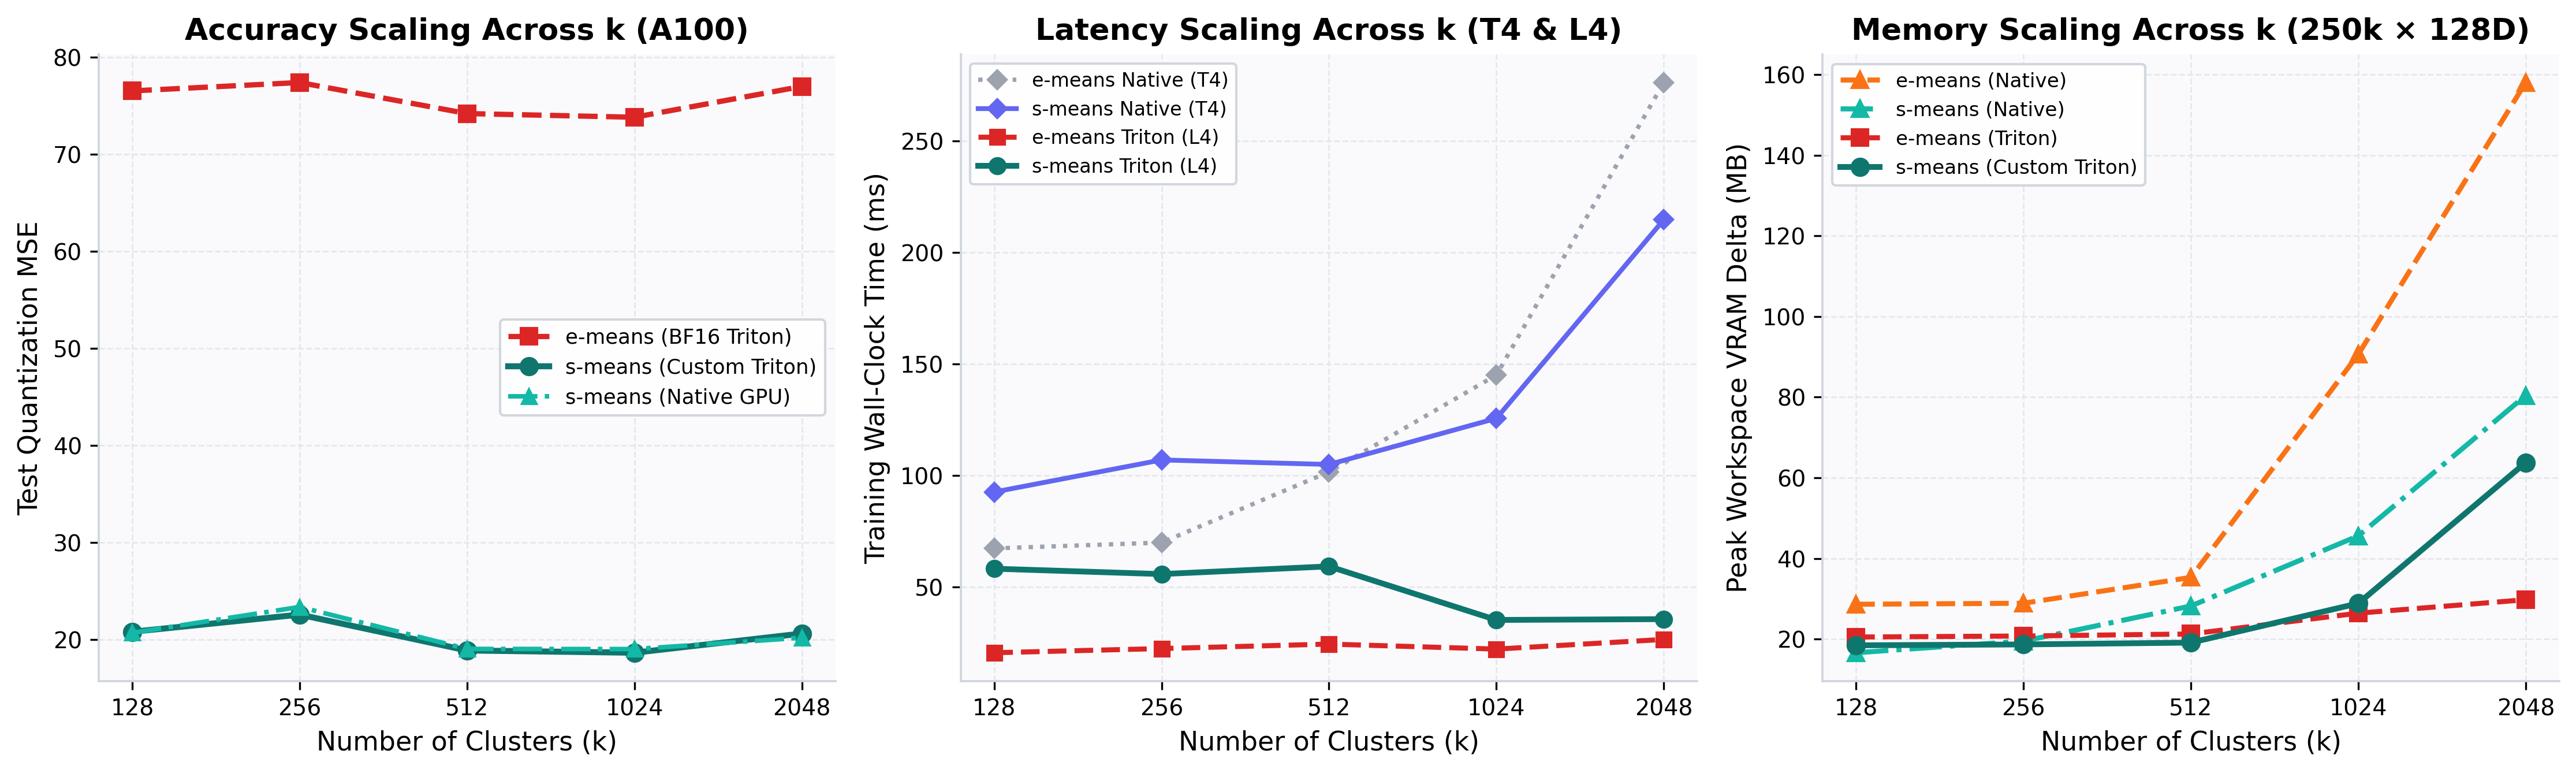 Accuracy Scaling Across k (A100)
Test Quantization MSE
80
70
60
50
40
30
20
e-means (BF16 Triton)
s-means (Custom Triton)
s-means (Native GPU)
128 256 512 1024 2048
Number of Clusters (k)
Latency Scaling Across k (T4 & L4)
Training Wall-Clock Time (ms)
250
200
150
100
50
e-means Native (T4)
s-means Native (T4)
e-means Triton (L4)
s-means Triton (L4)
128 256 512 1024 2048
Number of Clusters (k)
Memory Scaling Across k (250k × 128D)
Peak Workspace VRAM Delta (MB)
160
140
120
100
80
60
40
20
e-means (Native)
s-means (Native)
e-means (Triton)
s-means (Custom Triton)
128 256 512 1024 2048
Number of Clusters (k)